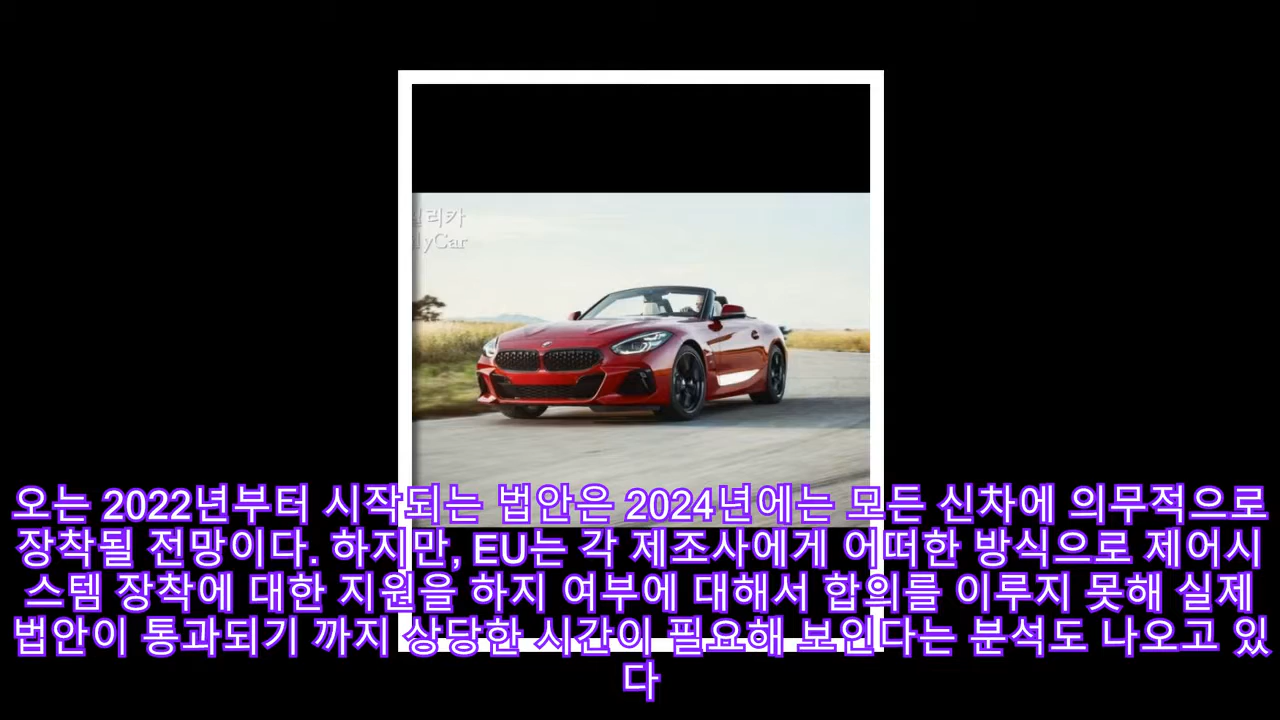 리카
lyCar
오는 2022년부터 시작되는 법안은 2024년에는 모든 신차에 의무적으로
장착될 전망이다. 하지만, EU는 각 제조사에게 어떠한 방식으로 제어시
스템 장착에 대한 지원을 하지 여부에 대해서 합의를 이루지 못해 실제
법안이 통과되기 까지 상당한 시간이 필요해 보인다는 분석도 나오고 있
다